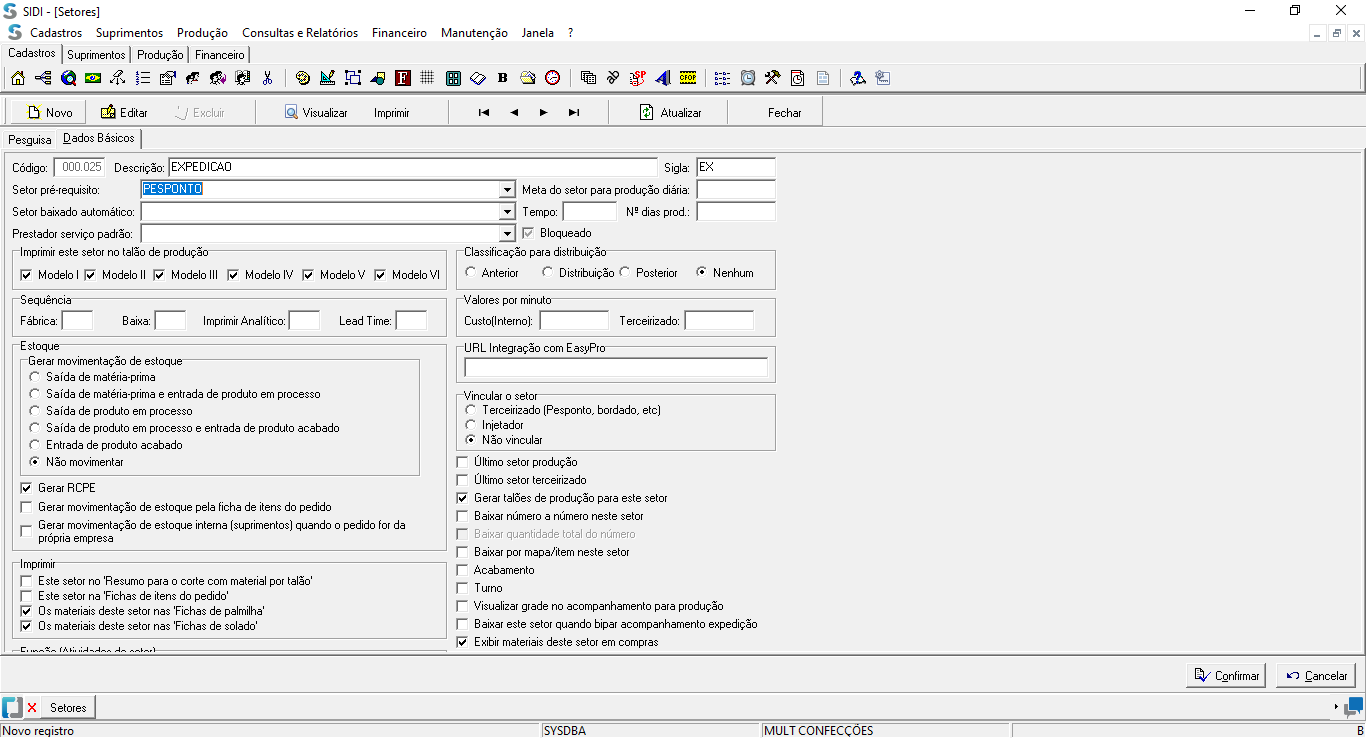 SIDI - [Setores]
Cadastros Suprimentos Produção Consultas e Relatórios Financeiro Manutenção Janela ?
Cadastros Suprimentos Produção Financeiro
F B SP CFOP
Novo Editar Excluir Visualizar Imprimir Atualizar Fechar
Pesquisa Dados Básicos
Código: 000.025 Descrição: EXPEDICAO Sigla: EX
Setor pré-requisito: PESPONTO Meta do setor para produção diária:
Setor baixado automático: Tempo: Nº dias prod.:
Prestador serviço padrão: Bloqueado
Imprimir este setor no talão de produção
Modelo I Modelo II Modelo III Modelo IV Modelo V Modelo VI
Classificação para distribuição
Anterior Distribuição Posterior Nenhum
Sequência
Fábrica: Baixa: Imprimir Analítico: Lead Time:
Valores por minuto
Custo(Interno): Terceirizado:
Estoque
Gerar movimentação de estoque
Saída de matéria-prima
Saída de matéria-prima e entrada de produto em processo
Saída de produto em processo
Saída de produto em processo e entrada de produto acabado
Entrada de produto acabado
Não movimentar
Gerar RCPE
Gerar movimentação de estoque pela ficha de itens do pedido
Gerar movimentação de estoque interna (suprimentos) quando o pedido for da
própria empresa
Imprimir
Este setor no 'Resumo para o corte com material por talão'
Este setor na 'Fichas de itens do pedido'
Os materiais deste setor nas 'Fichas de palmilha'
Os materiais deste setor nas 'Fichas de solado'
Função (Atividades do setor)
URL Integração com EasyPro
Vincular o setor
Terceirizado (Pesponto, bordado, etc)
Injetador
Não vincular
Último setor produção
Último setor terceirizado
Gerar talões de produção para este setor
Baixar número a número neste setor
Baixar quantidade total do número
Baixar por mapa/item neste setor
Acabamento
Turno
Visualizar grade no acompanhamento para produção
Baixar este setor quando bipar acompanhamento expedição
Exibir materiais deste setor em compras
Confirmar Cancelar
Setores
Novo registro SYSDBA MULT CONFECÇÕES B